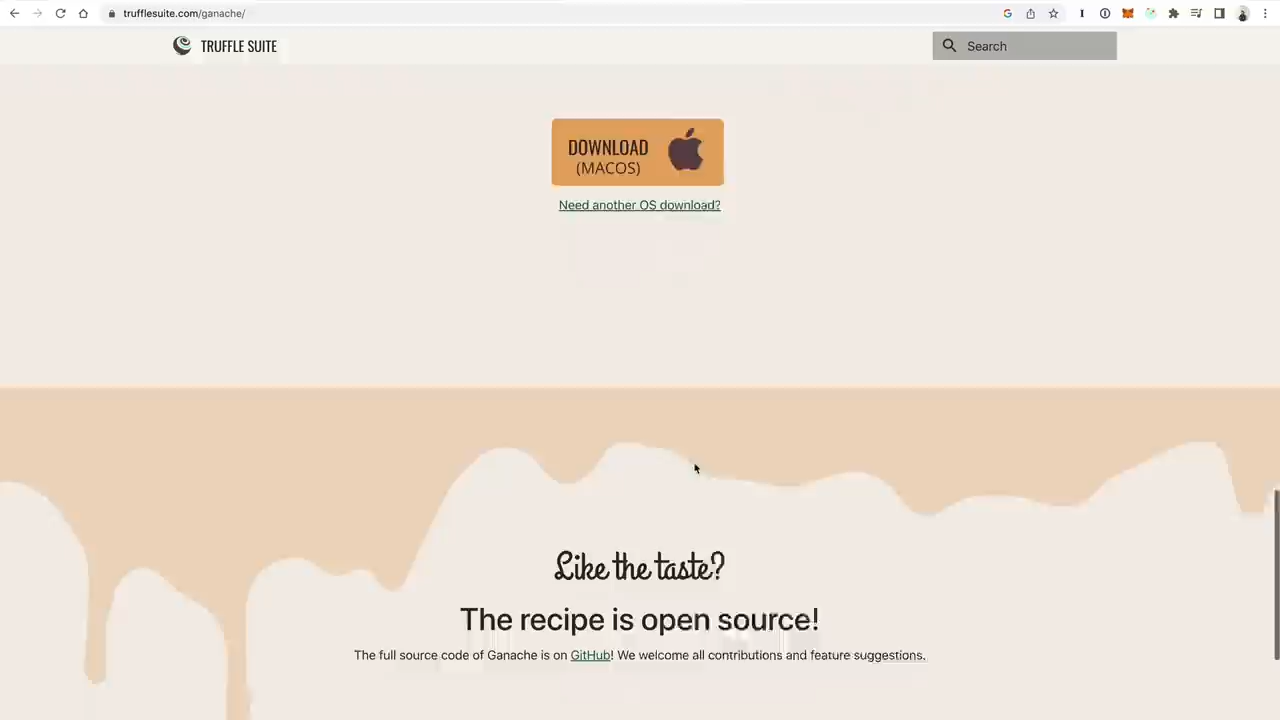 trufflesuite.com/ganache/
TRUFFLE SUITE
Search
DOWNLOAD
(MACOS)
Need another OS download?
Like the taste?
The recipe is open source!
The full source code of Ganache is on GitHub! We welcome all contributions and feature suggestions.